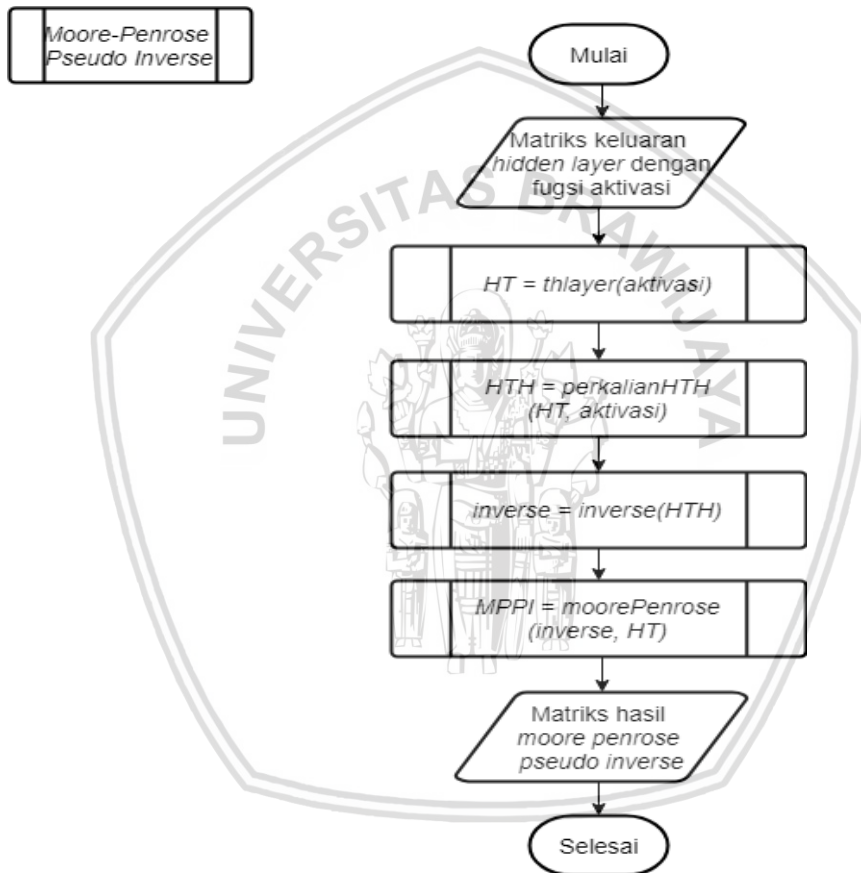 Moore-Penrose
Pseudo Inverse
Mulai
Matriks keluaran
hidden layer dengan
fugsi aktivasi
UNIVERSITAS BRAWIJAYA
HT = thlayer(aktivasi)
HTH = perkalianHTH
(HT, aktivasi)
inverse = inverse(HTH)
MPPI = moorePenrose
(inverse, HT)
Matriks hasil
moore penrose
pseudo inverse
Selesai